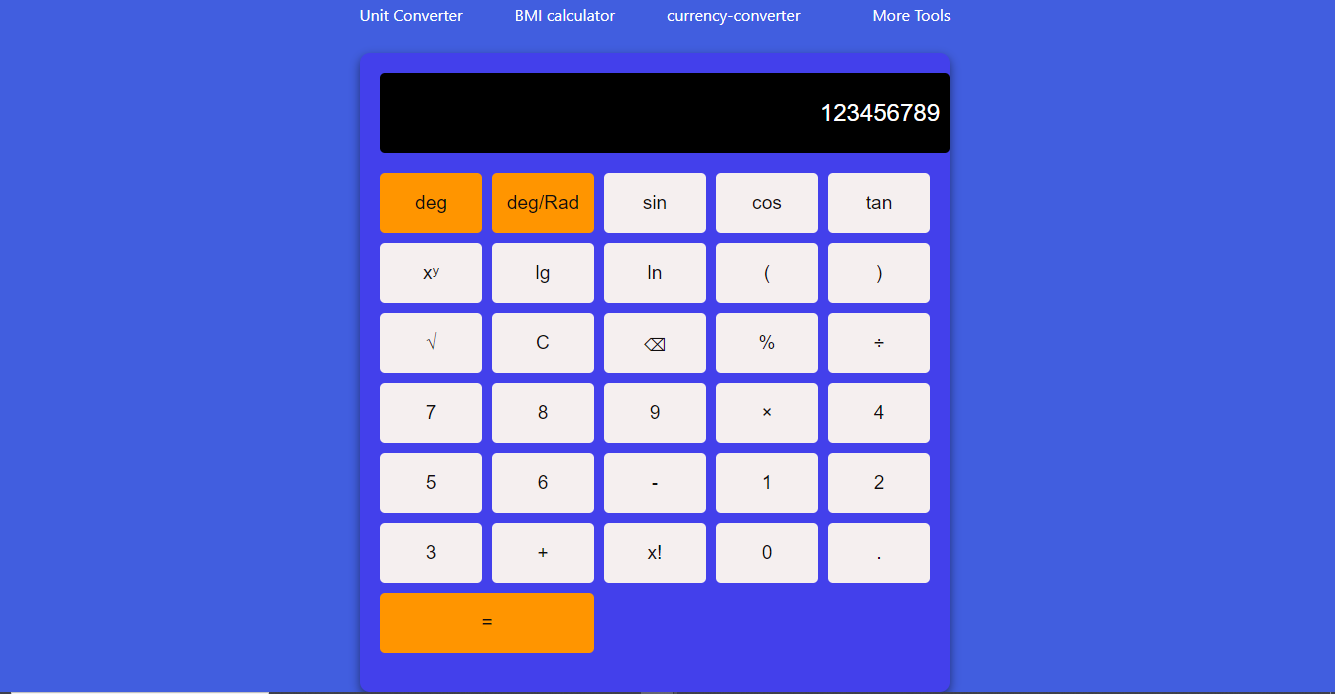 Unit Converter BMI calculator currency-converter More Tools
123456789
deg deg/Rad sin cos tan
xʸ lg ln ( )
√ C ⌫ % ÷
7 8 9 × 4
5 6 - 1 2
3 + x! 0 .
=